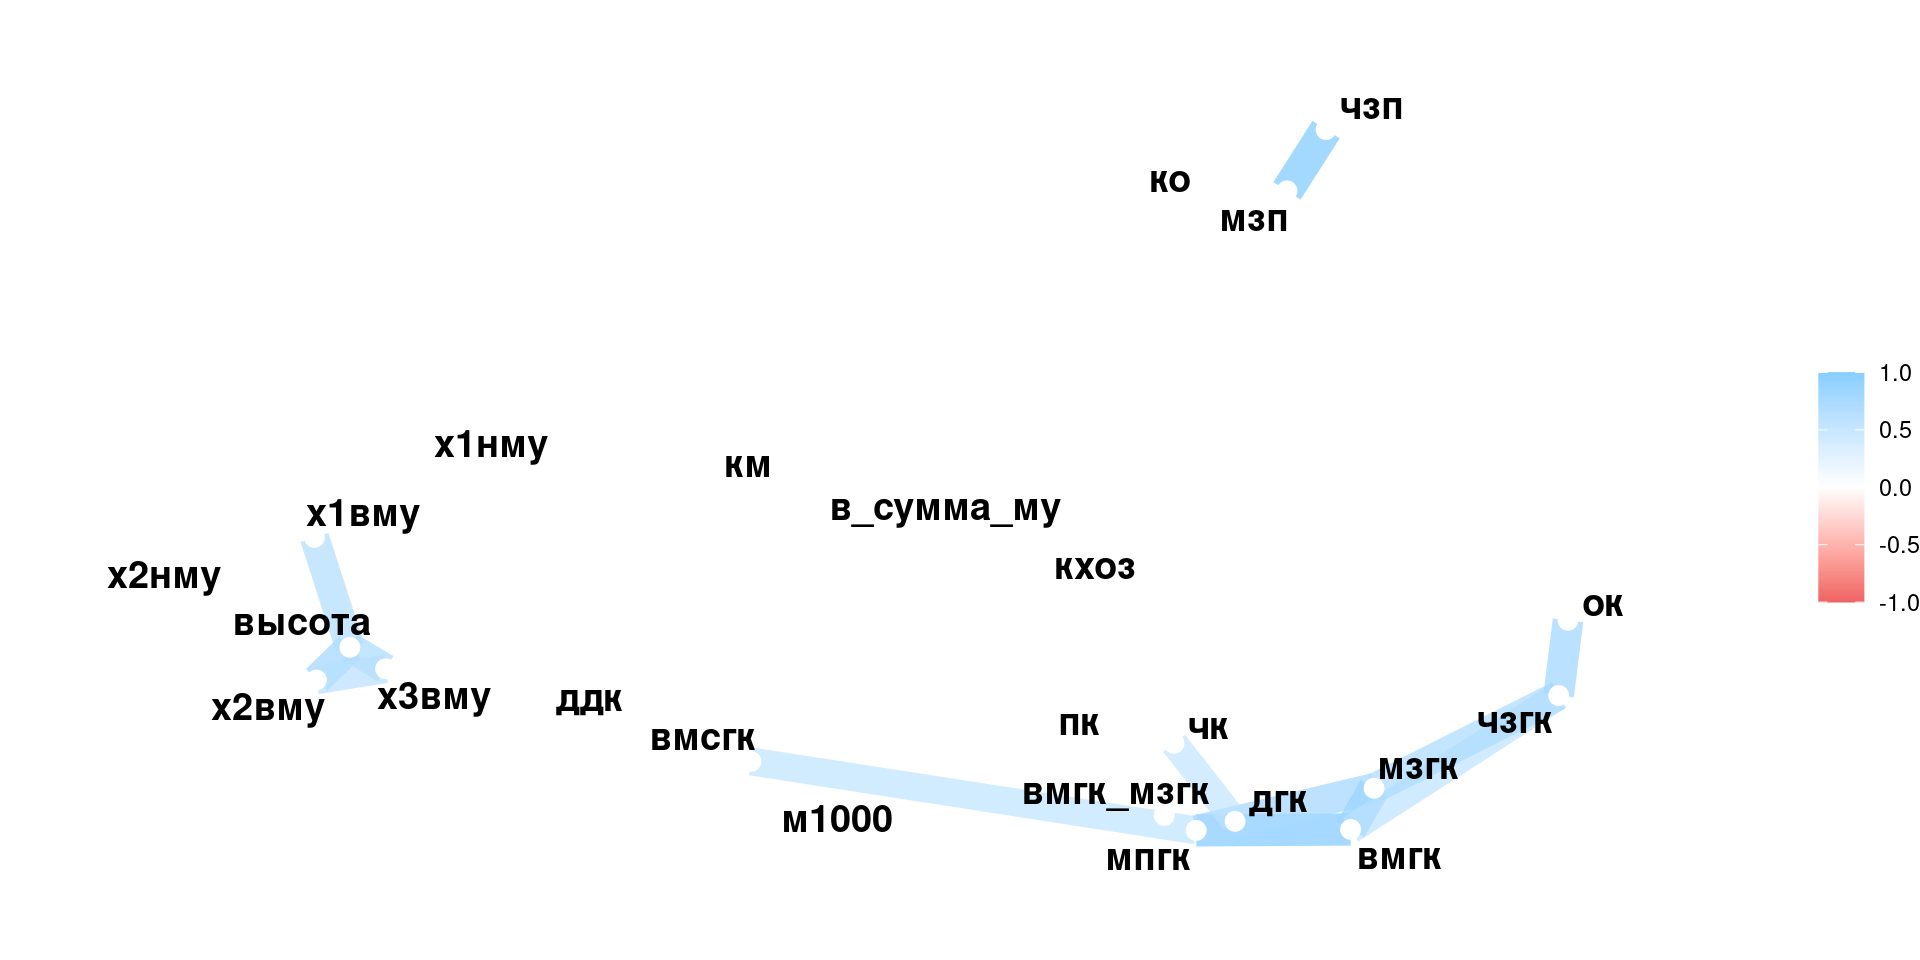 чзп
ко
мзп
1.0
0.5
0.0
-0.5
-1.0
х1нму
км
х1вму
в_сумма_му
х2нму
кхоз
высота
ок
х2вму
х3вму
ддк
вмсгк
пк
чк
чзгк
мзгк
вмгк_мзгк
дгк
м1000
мпгк
вмгк